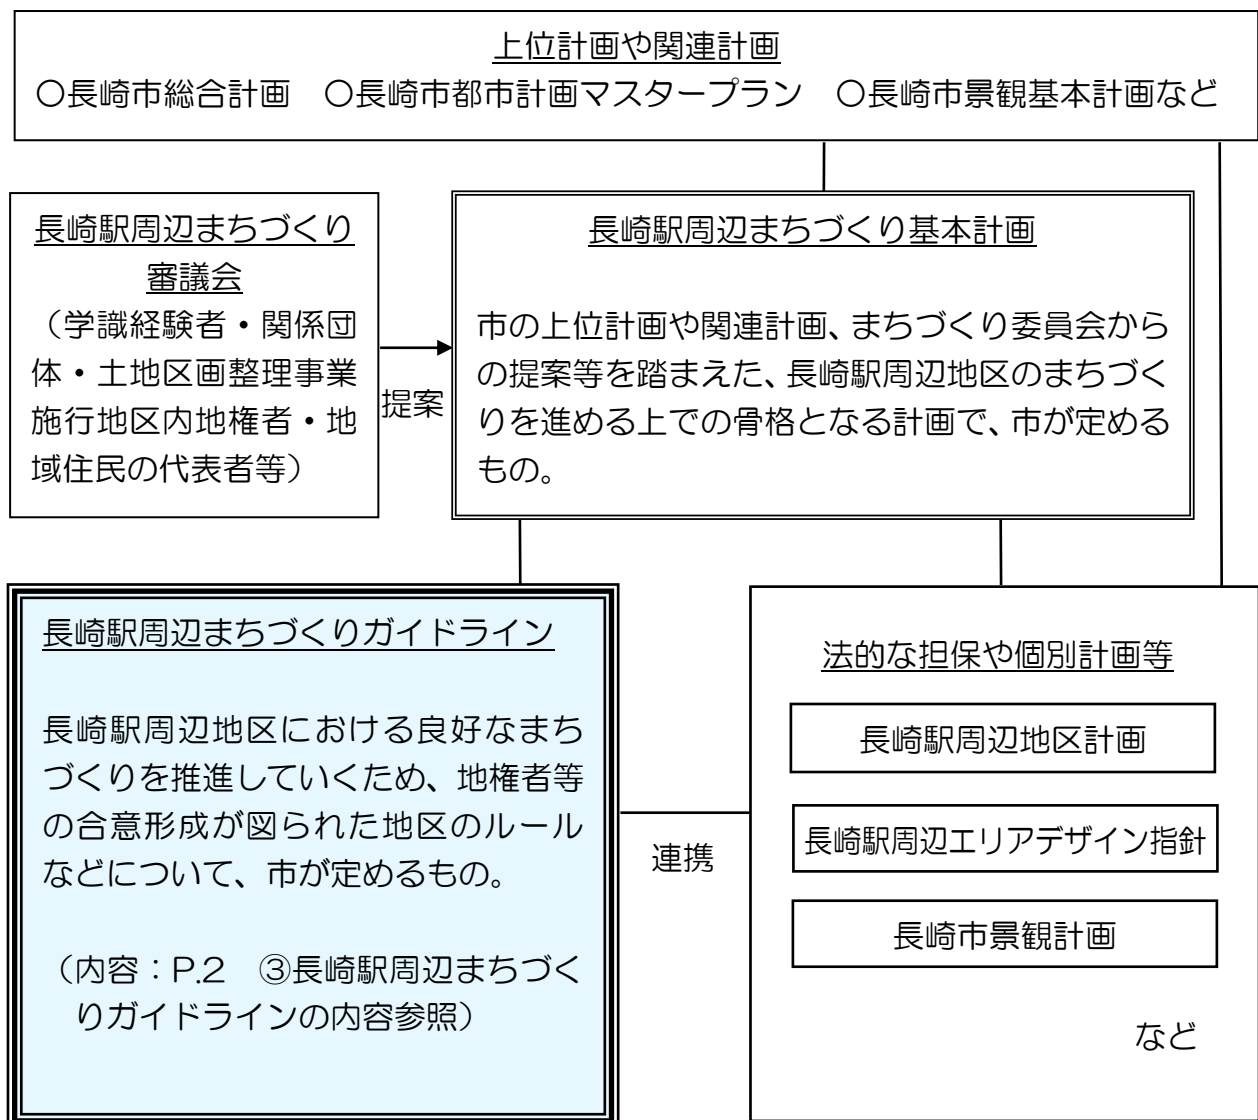 上位計画や関連計画
○長崎市総合計画　○長崎市都市計画マスタープラン　○長崎市景観基本計画など
長崎駅周辺まちづくり
審議会
（学識経験者・関係団
体・土地区画整理事業
施行地区内地権者・地
域住民の代表者等）
提案
長崎駅周辺まちづくり基本計画
市の上位計画や関連計画、まちづくり委員会から
の提案等を踏まえた、長崎駅周辺地区のまちづく
りを進める上での骨格となる計画で、市が定める
もの。
長崎駅周辺まちづくりガイドライン
長崎駅周辺地区における良好なまち
づくりを推進していくため、地権者等
の合意形成が図られた地区のルール
などについて、市が定めるもの。
（内容：P.2　③長崎駅周辺まちづく
りガイドラインの内容参照）
連携
法的な担保や個別計画等
長崎駅周辺地区計画
長崎駅周辺エリアデザイン指針
長崎市景観計画
など